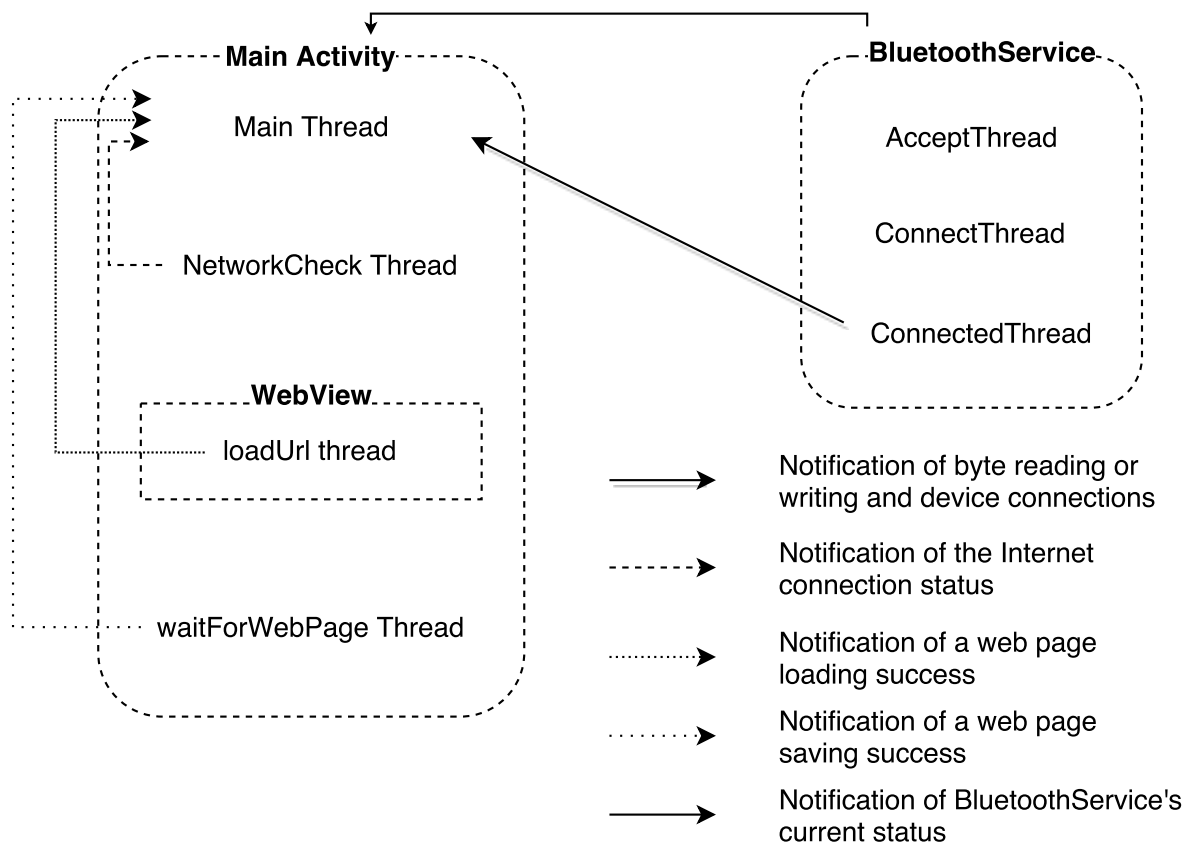 Main Activity
Main Thread
NetworkCheck Thread
WebView
loadUrl thread
waitForWebPage Thread
BluetoothService
AcceptThread
ConnectThread
ConnectedThread
Notification of byte reading or
writing and device connections
Notification of the Internet
connection status
Notification of a web page
loading success
Notification of a web page
saving success
Notification of BluetoothService's
current status